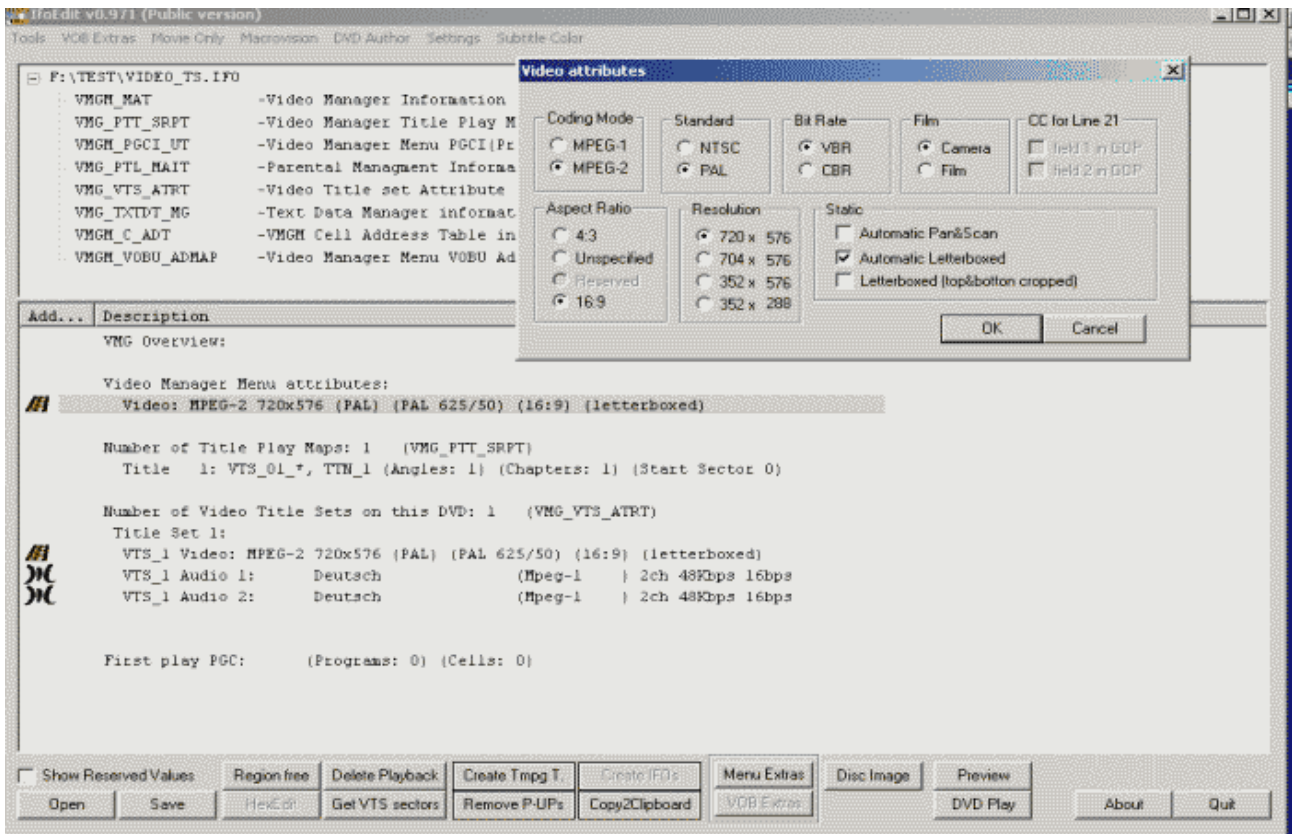 IfoEdit v0.971 (Public version)
Tools VOB Extras Movie Only Macrovision DVD Author Settings Subtitle Color
F:\TEST\VIDEO_TS.IFO
VMGM_MAT -Video Manager Information
VMG_PTT_SRPT -Video Manager Title Play M
VMGM_PGCI_UT -Video Manager Menu PGCI(Pr
VMG_PTL_MAIT -Parental Managment Informa
VMG_VTS_ATRT -Video Title set Attribute
VMG_TXTDT_MG -Text Data Manager informat
VMGM_C_ADT -VMGM Cell Address Table in
VMGM_VOBU_ADMAP -Video Manager Menu VOBU Ad
Video attributes
Coding Mode
MPEG-1
MPEG-2
Standard
NTSC
PAL
Bit Rate
VBR
CBR
Film
Camera
Film
CC for Line 21
field 1 in GOP
field 2 in GOP
Aspect Ratio
4:3
Unspecified
Reserved
16:9
Resolution
720 x 576
704 x 576
352 x 576
352 x 288
Static
Automatic Pan&Scan
Automatic Letterboxed
Letterboxed (top&botton cropped)
OK Cancel
Add... Description
VMG Overview:
Video Manager Menu attributes:
Video: MPEG-2 720x576 (PAL) (PAL 625/50) (16:9) (letterboxed)
Number of Title Play Maps: 1 (VMG_PTT_SRPT)
Title 1: VTS_01_*, TTN_1 (Angles: 1) (Chapters: 1) (Start Sector 0)
Number of Video Title Sets on this DVD: 1 (VMG_VTS_ATRT)
Title Set 1:
VTS_1 Video: MPEG-2 720x576 (PAL) (PAL 625/50) (16:9) (letterboxed)
VTS_1 Audio 1: Deutsch (Mpeg-1 ) 2ch 48Kbps 16bps
VTS_1 Audio 2: Deutsch (Mpeg-1 ) 2ch 48Kbps 16bps
First play PGC: (Programs: 0) (Cells: 0)
Show Reserved Values Region free Delete Playback Create Tmpg T. Create IFOs Menu Extras Disc Image Preview
Open Save HexEdit Get VTS sectors Remove P-UPs Copy2Clipboard VOB Extras DVD Play About Quit